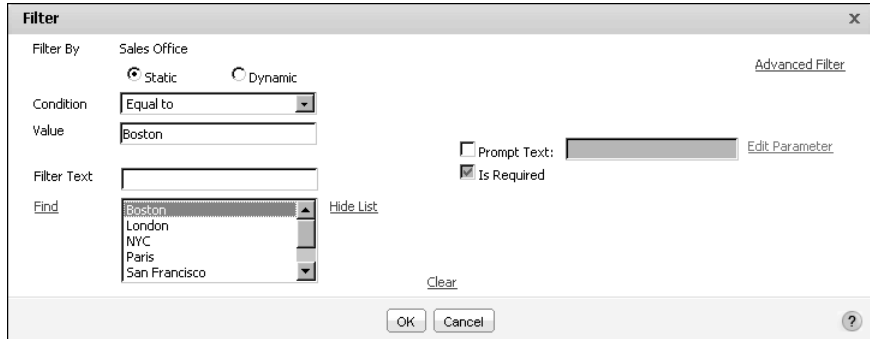 Filter x
Filter By Sales Office
Static Dynamic
Advanced Filter
Condition Equal to
Value Boston
Prompt Text: Edit Parameter
Is Required
Filter Text
Find
Boston
London
NYC
Paris
San Francisco
Hide List
Clear
OK Cancel ?